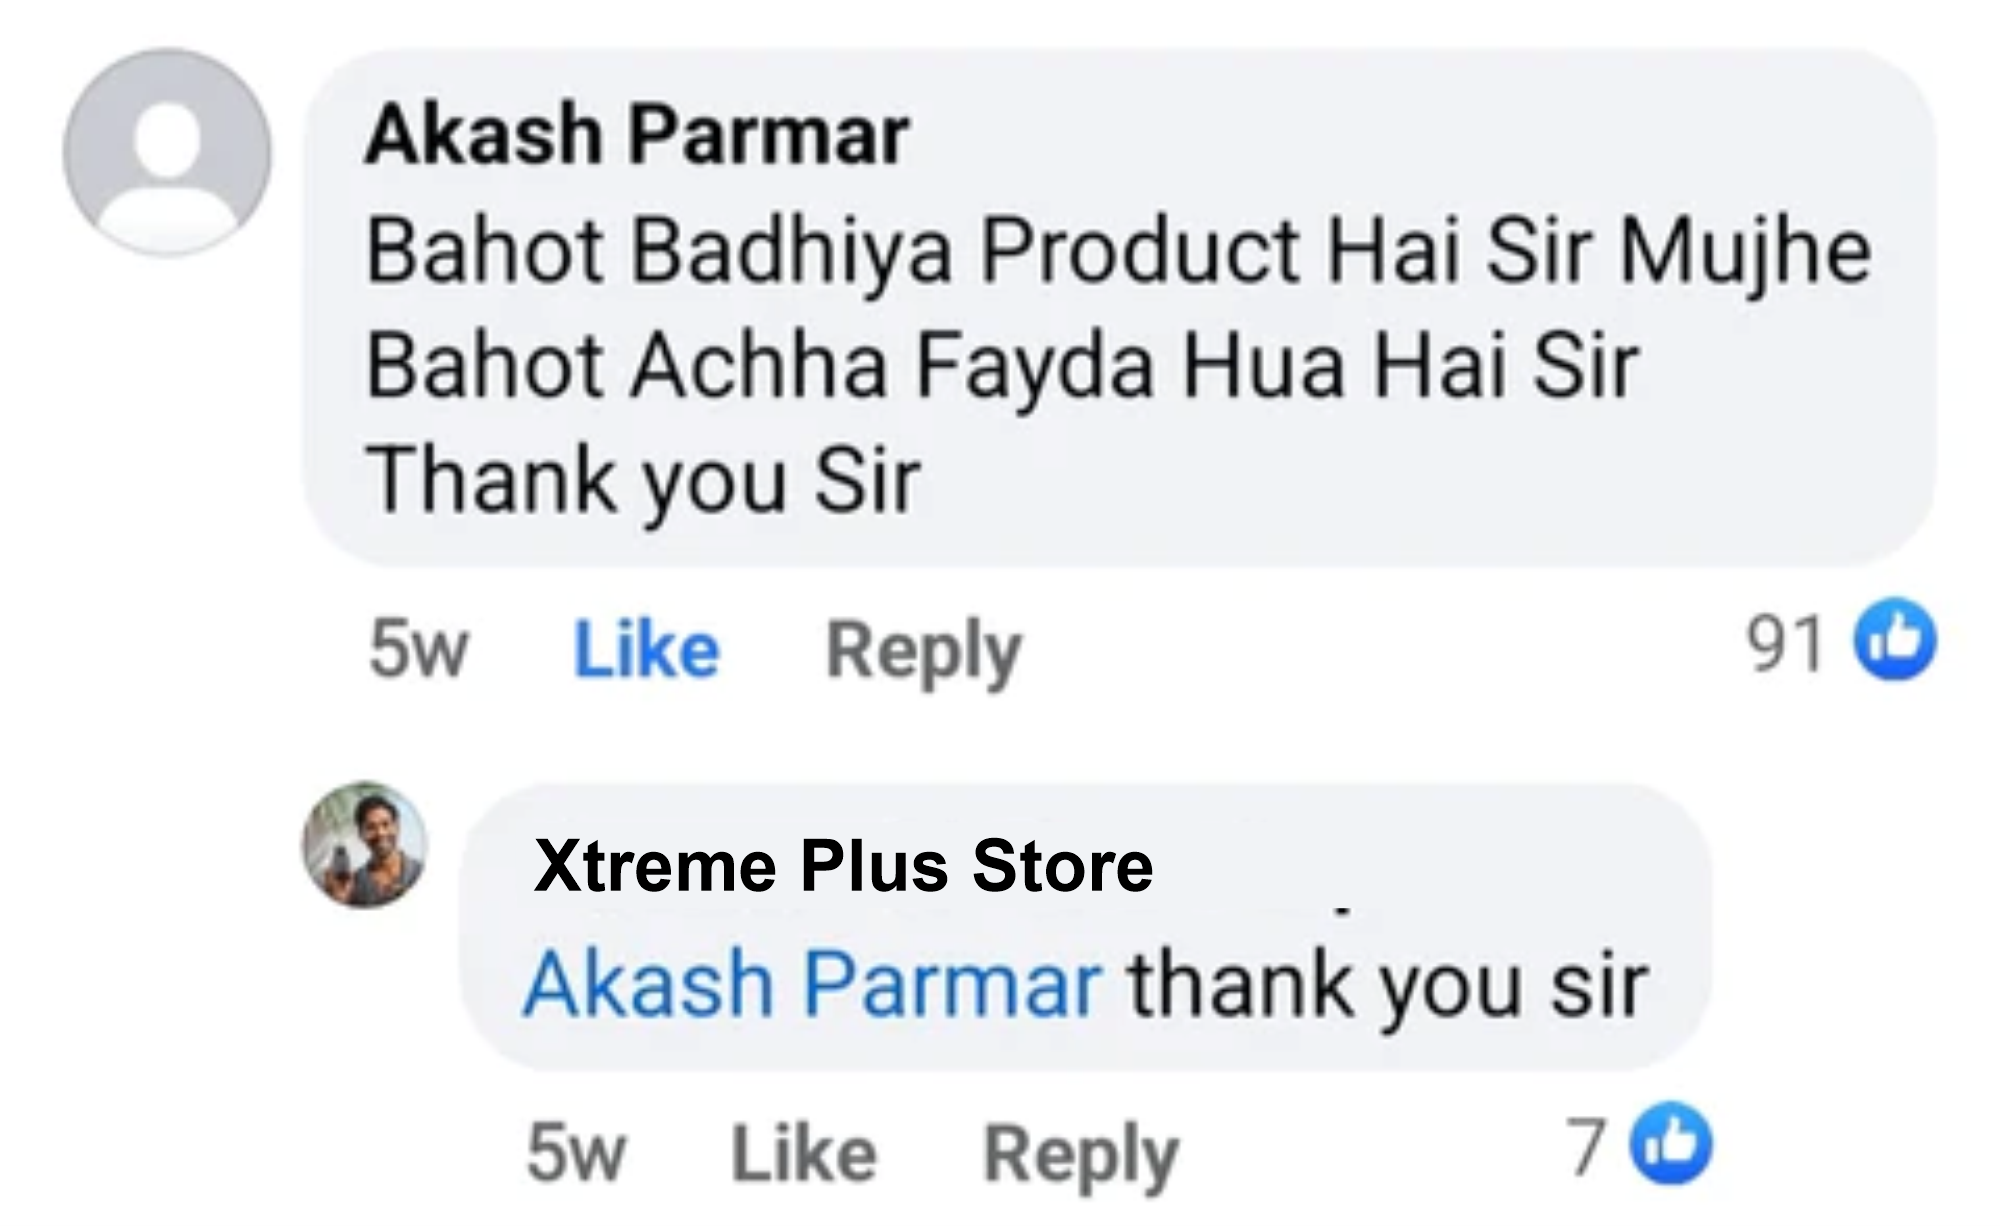 Akash Parmar
Bahot Badhiya Product Hai Sir Mujhe
Bahot Achha Fayda Hua Hai Sir
Thank you Sir
5w Like Reply 91
Xtreme Plus Store
Akash Parmar thank you sir
5w Like Reply 7